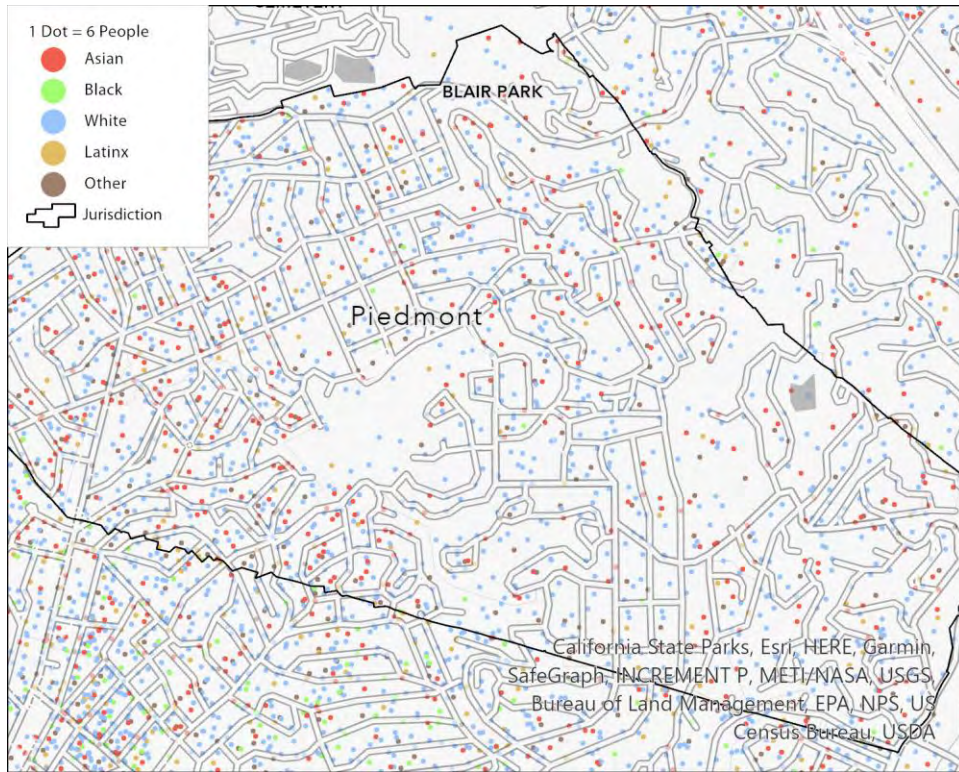 CEMETERY
1 Dot = 6 People
Asian
Black
White
Latinx
Other
Jurisdiction
BLAIR PARK
Piedmont
California State Parks, Esri, HERE, Garmin,
SafeGraph, INCREMENT P, METI/NASA, USGS,
Bureau of Land Management, EPA, NPS, US
Census Bureau, USDA